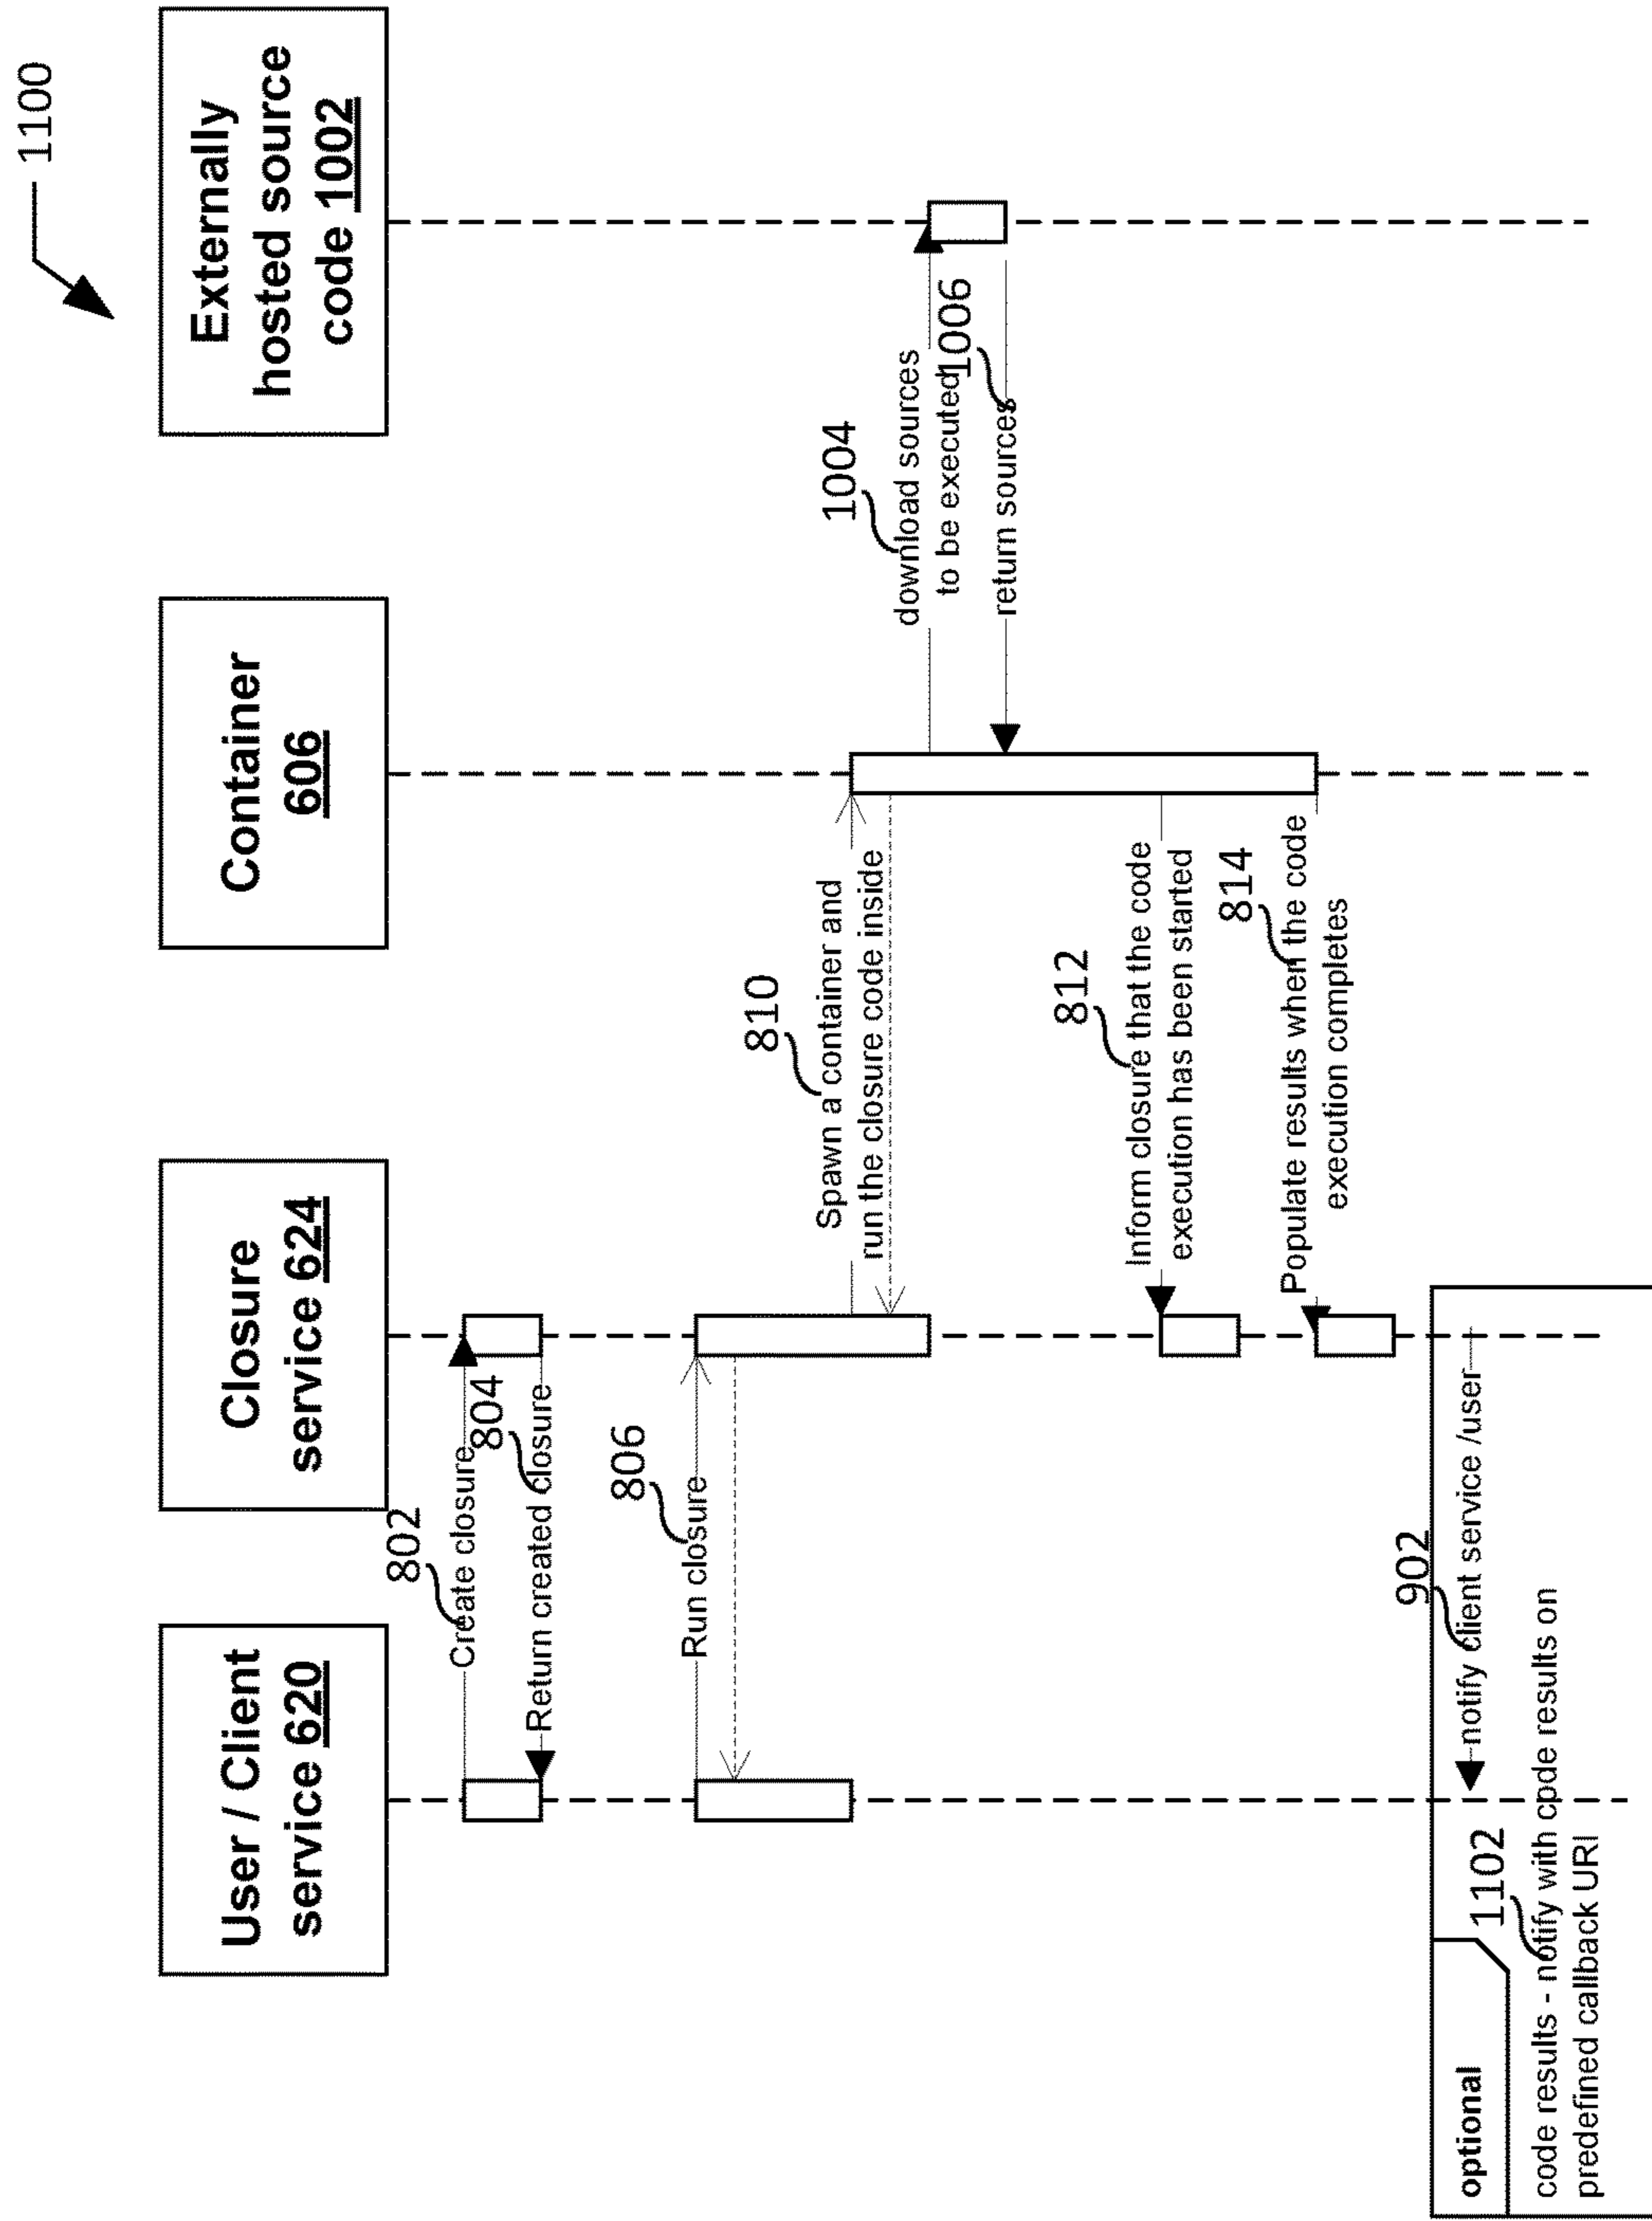 1100
User / Client
service 620
Closure
service 624
Container
606
Externally
hosted source
code 1002
802
Create closure
804
Return created closure
806
Run closure
810
Spawn a container and
run the closure code inside
1004
download sources
to be executed
1006
return sources
812
Inform closure that the code
execution has been started
814
Populate results when the code
execution completes
902
notify client service /user
optional
1102
code results - notify with code results on
predefined callback URI